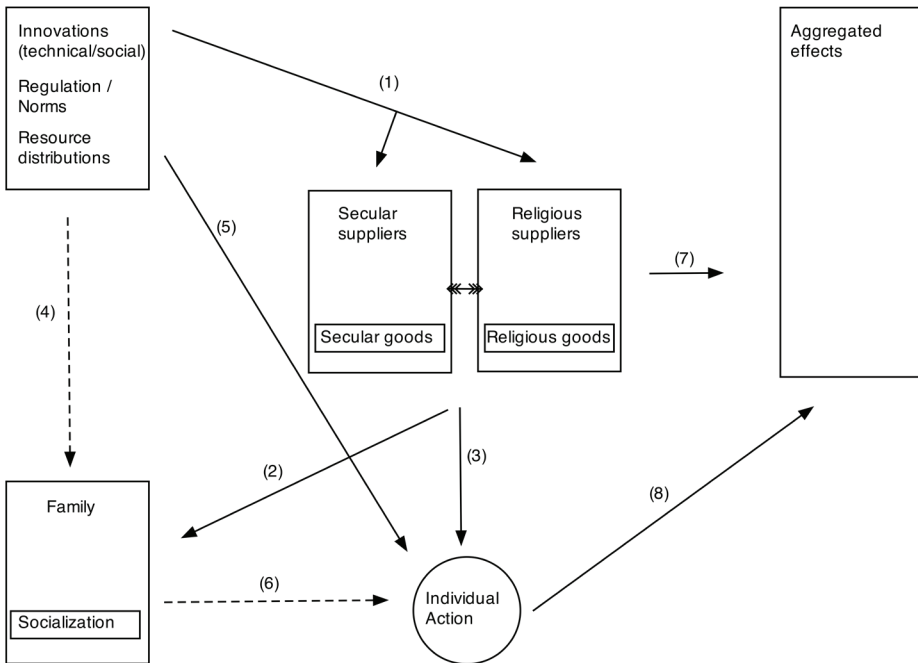 Innovations
(technical/social)
Regulation /
Norms
Resource
distributions
Aggregated
effects
(1)
Secular
suppliers
Religious
suppliers
(5)
(7)
(4)
Secular goods
Religious goods
(2)
(3)
(8)
Family
(6)
Individual
Action
Socialization